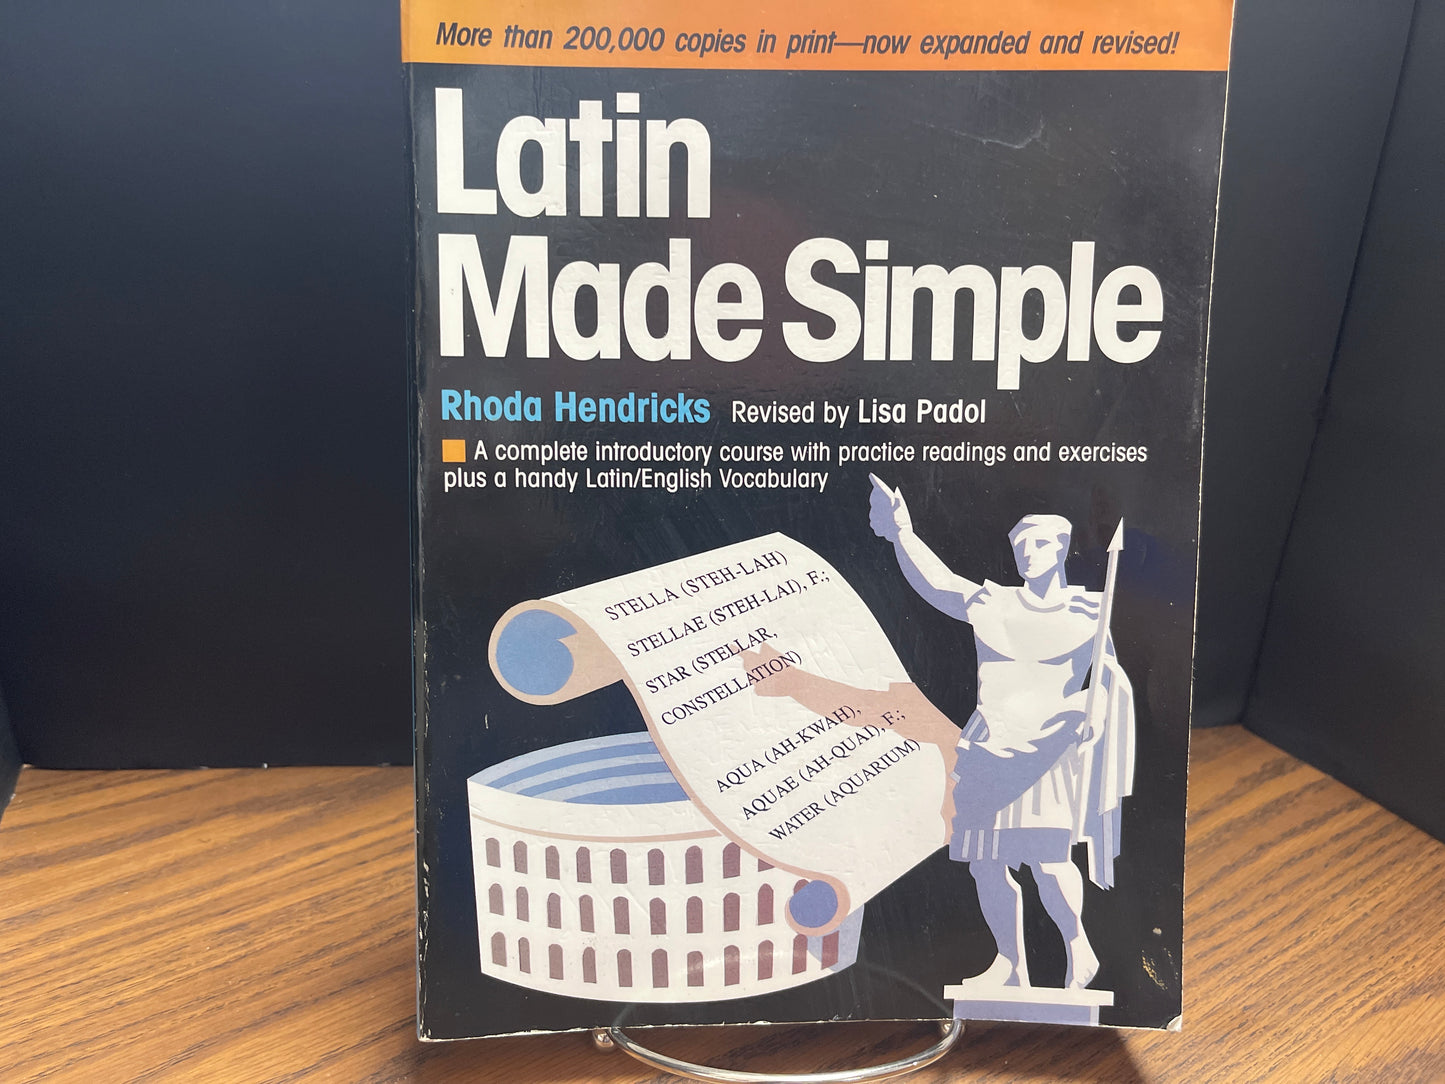 More than 200,000 copies in print—now expanded and revised!
Latin
Made Simple
Rhoda Hendricks Revised by Lisa Padol
A complete introductory course with practice readings and exercises
plus a handy Latin/English Vocabulary
STELLA (STEH-LAH)
STELLAE (STEH-LAI), F.;
STAR (STELLAR,
CONSTELLATION)
AQUA (AH-KWAH),
AQUAE (AH-QUAI), F.;
WATER (AQUARIUM)